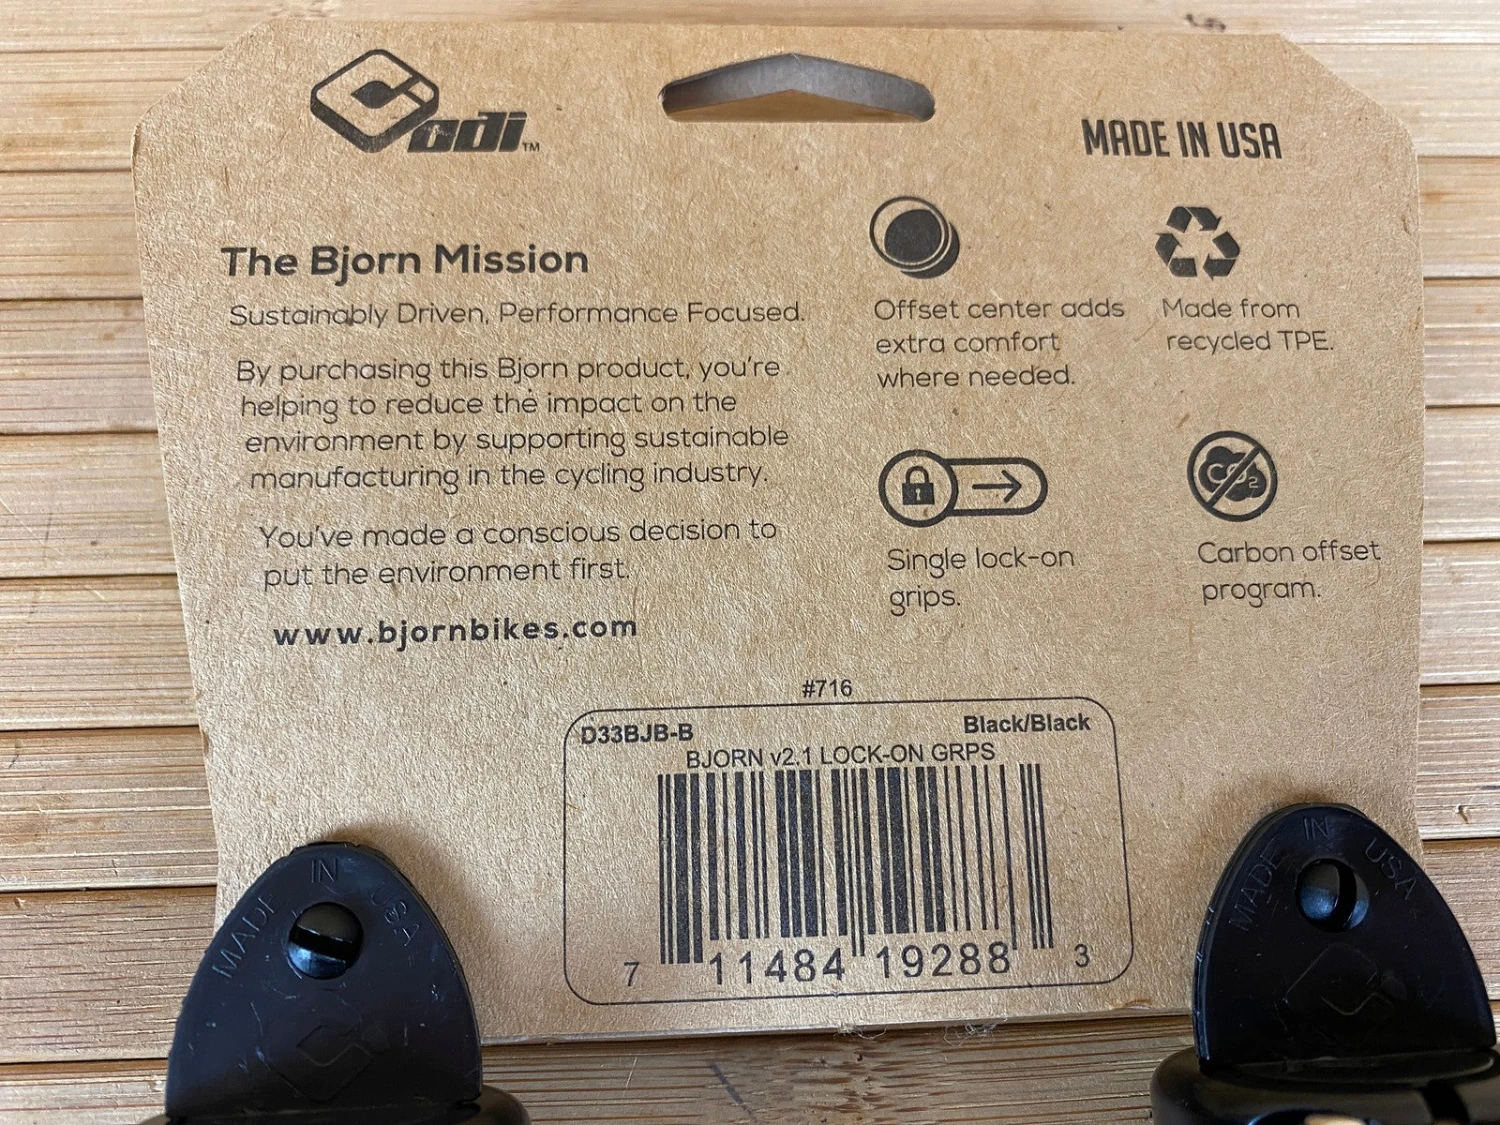 odi™
MADE IN USA
The Bjorn Mission
Sustainably Driven, Performance Focused.
By purchasing this Bjorn product, you're
helping to reduce the impact on the
environment by supporting sustainable
manufacturing in the cycling industry.
You've made a conscious decision to
put the environment first.
www.bjornbikes.com
Offset center adds
extra comfort
where needed.
Made from
recycled TPE.
Single lock-on
grips.
CO2
Carbon offset
program.
#716
D33BJB-B
Black/Black
BJORN v2.1 LOCK-ON GRPS
7 11484 19288 3
MADE IN USA
MADE IN USA